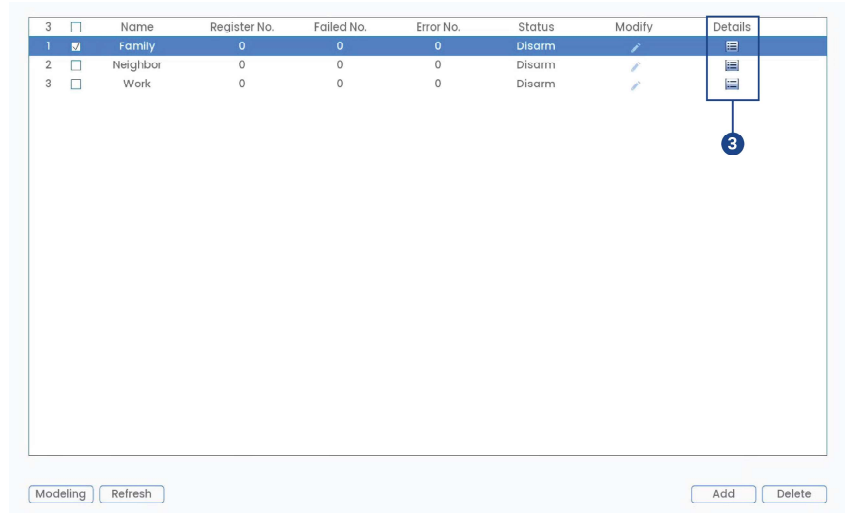 3 Name Register No. Failed No. Error No. Status Modify Details
1 Family 0 0 0 Disarm
2 Neighbor 0 0 0 Disarm
3 Work 0 0 0 Disarm
3
Modeling Refresh Add Delete